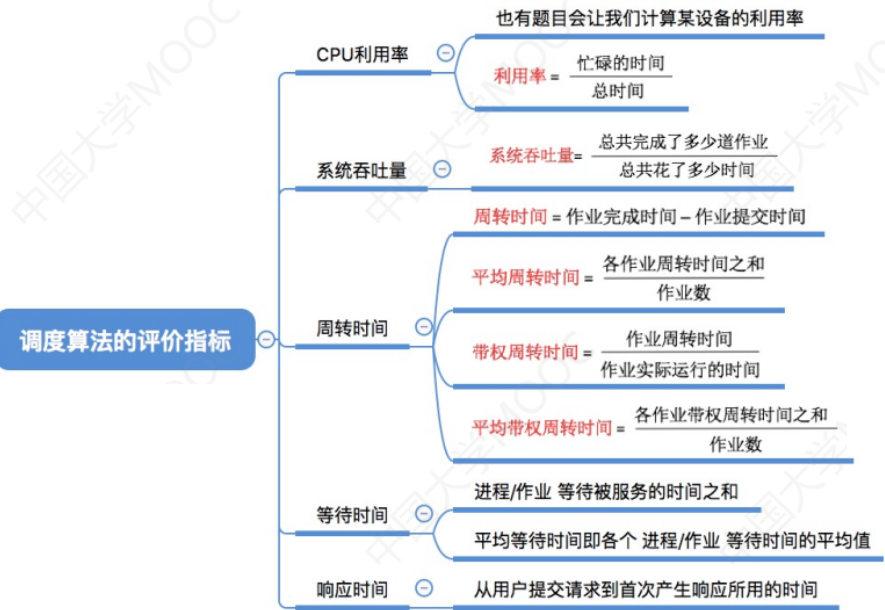 也有题目会让我们计算某设备的利用率
CPU利用率
利用率 = 忙碌的时间
总时间
系统吞吐量
系统吞吐量= 总共完成了多少道作业
总共花了多少时间
周转时间 = 作业完成时间 – 作业提交时间
平均周转时间 = 各作业周转时间之和
作业数
周转时间
调度算法的评价指标
带权周转时间 = 作业周转时间
作业实际运行的时间
平均带权周转时间 = 各作业带权周转时间之和
作业数
等待时间
进程/作业 等待被服务的时间之和
平均等待时间即各个 进程/作业 等待时间的平均值
响应时间
从用户提交请求到首次产生响应所用的时间
中国大学MOOC